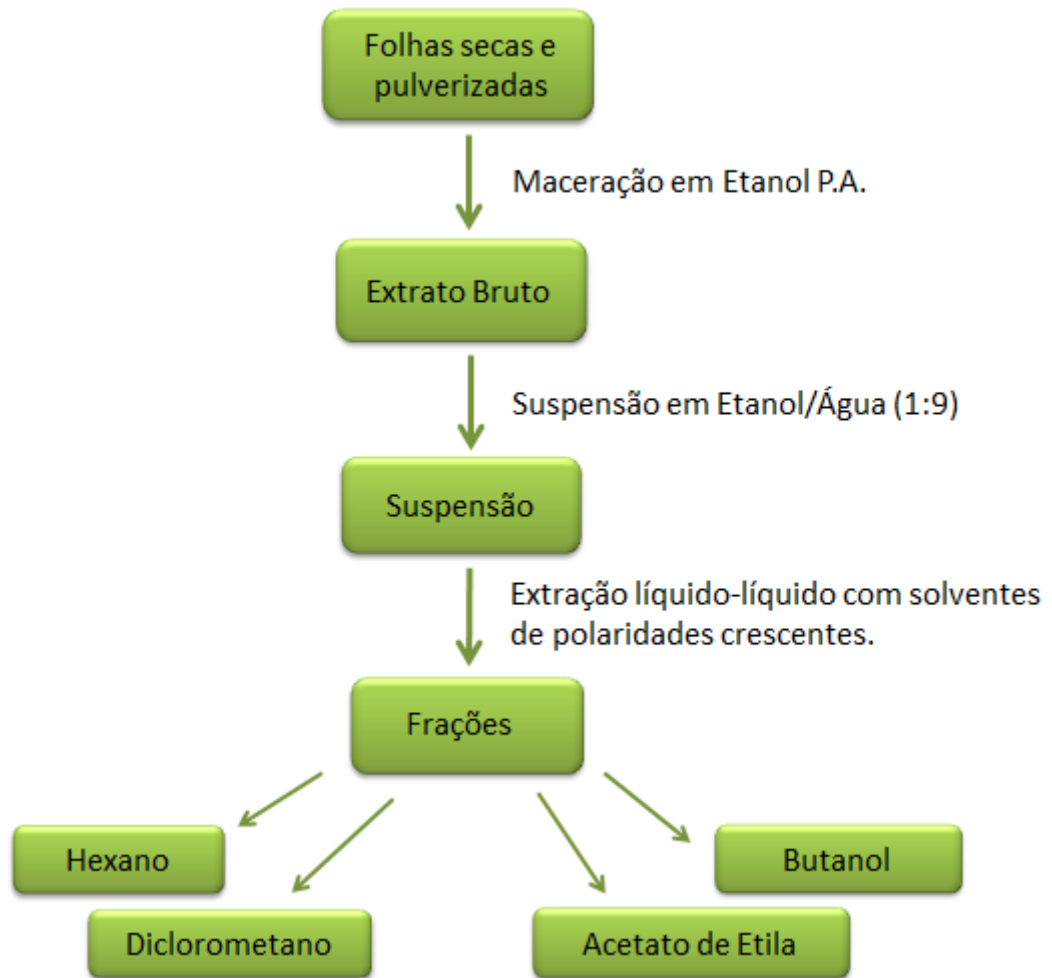 Folhas secas e
pulverizadas
Maceração em Etanol P.A.
Extrato Bruto
Suspensão em Etanol/Água (1:9)
Suspensão
Extração líquido-líquido com solventes
de polaridades crescentes.
Frações
Hexano
Butanol
Diclorometano
Acetato de Etila